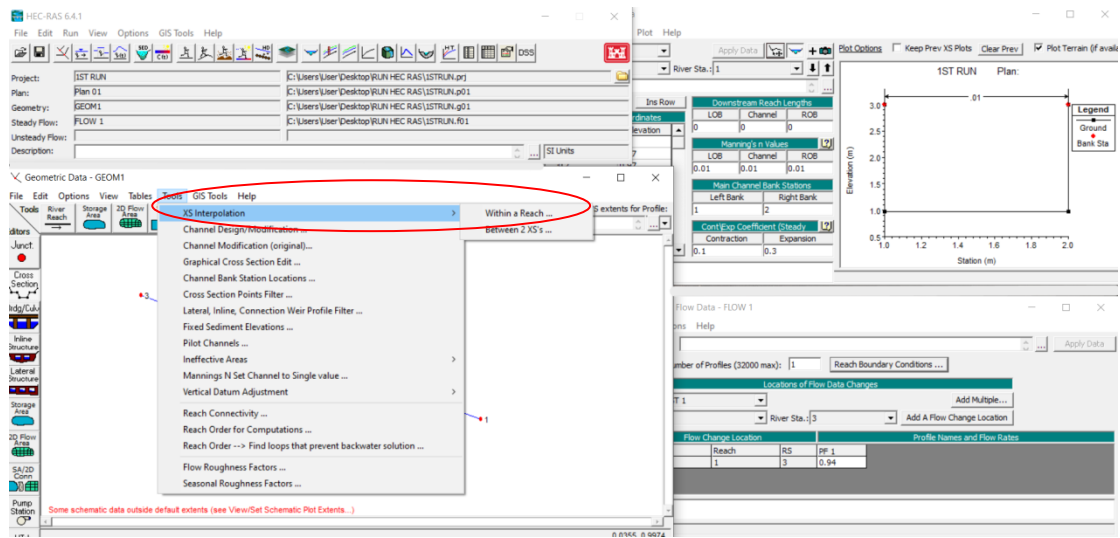 HEC-RAS 6.4.1
File Edit Run View Options GIS Tools Help
DSS
Project: 1ST RUN C:\Users\User\Desktop\RUN HEC RAS\1STRUN.prj
Plan: Plan 01 C:\Users\User\Desktop\RUN HEC RAS\1STRUN.p01
Geometry: GEOM1 C:\Users\User\Desktop\RUN HEC RAS\1STRUN.g01
Steady Flow: FLOW 1 C:\Users\User\Desktop\RUN HEC RAS\1STRUN.f01
Unsteady Flow:
Description: ... SI Units
Plot Help
Apply Data Plot Options Keep Prev XS Plots Clear Prev Plot Terrain (if availa
River Sta.: 1
Ins Row
Downstream Reach Lengths
LOB Channel ROB
0 0 0
Manning's n Values
LOB Channel ROB
0.01 0.01 0.01
Main Channel Bank Stations
Left Bank Right Bank
1 2
Cont\Exp Coefficient (Steady
Contraction Expansion
0.1 0.3
1ST RUN Plan:
.01
Legend
Ground
Bank Sta
Elevation (m)
3.0
2.5
2.0
1.5
1.0
0.5
1.0 1.2 1.4 1.6 1.8 2.0
Station (m)
Geometric Data - GEOM1
File Edit Options View Tables Tools GIS Tools Help
Tools River Reach Storage Area 2D Flow Area
S extents for Profile:
XS Interpolation
Within a Reach ...
Between 2 XS's ...
Channel Design/Modification ...
Channel Modification (original)...
Graphical Cross Section Edit ...
Channel Bank Station Locations ...
Cross Section Points Filter ...
Lateral, Inline, Connection Weir Profile Filter ...
Fixed Sediment Elevations ...
Pilot Channels ...
Ineffective Areas
Mannings N Set Channel to Single value ...
Vertical Datum Adjustment
Reach Connectivity ...
Reach Order for Computations ...
Reach Order --> Find loops that prevent backwater solution ...
Flow Roughness Factors ...
Seasonal Roughness Factors ...
ditors
Junct.
Cross Section
Inline Structure
Lateral Structure
Storage Area
2D Flow Area
SA/2D Conn
Pump Station
3
1
Some schematic data outside default extents (see View/Set Schematic Plot Extents...)
0.0355, 0.9974
Flow Data - FLOW 1
ons Help
... Apply Data
umber of Profiles (32000 max): 1 Reach Boundary Conditions ...
Locations of Flow Data Changes
T 1 Add Multiple...
River Sta.: 3 Add A Flow Change Location
Flow Change Location Profile Names and Flow Rates
Reach RS PF 1
1 3 0.94